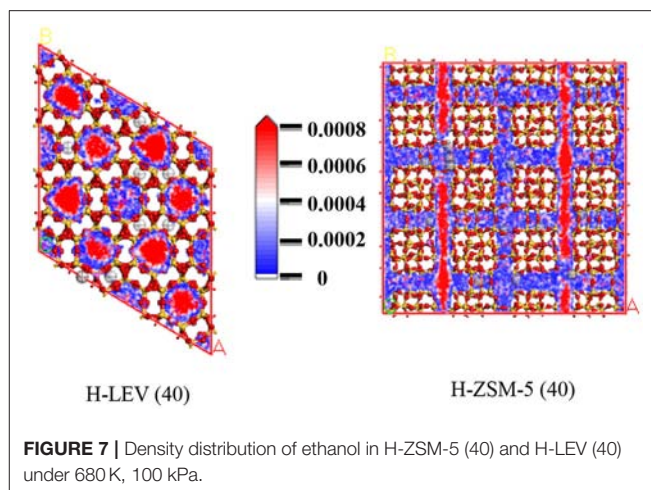 B
B
0.0008
0.0006
0.0004
0.0002
0
A
A
H-LEV (40)
H-ZSM-5 (40)
FIGURE 7 | Density distribution of ethanol in H-ZSM-5 (40) and H-LEV (40)
under 680 K, 100 kPa.